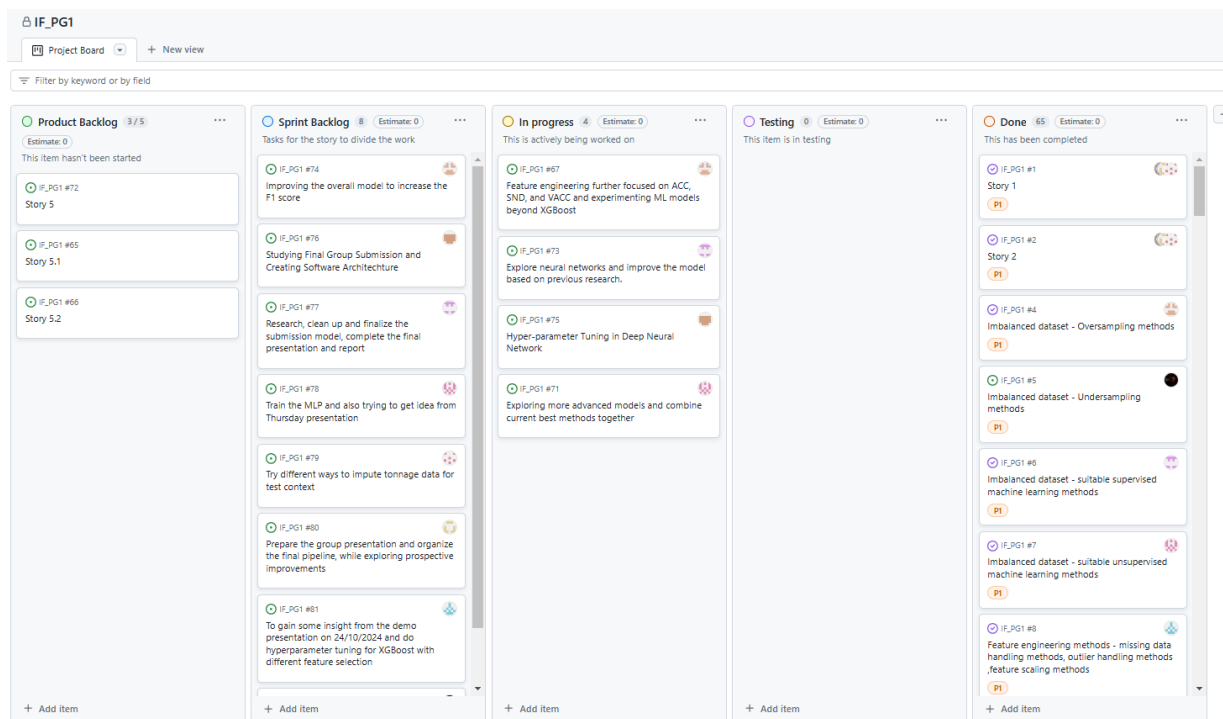 IF_PG1
Project Board
+ New view
Filter by keyword or by field
Product Backlog 3 / 5
Estimate: 0
This item hasn't been started
IF_PG1 #72
Story 5
IF_PG1 #65
Story 5.1
IF_PG1 #66
Story 5.2
+ Add item
Sprint Backlog 8 Estimate: 0
Tasks for the story to divide the work
IF_PG1 #74
Improving the overall model to increase the
F1 score
IF_PG1 #76
Studying Final Group Submission and
Creating Software Architechture
IF_PG1 #77
Research, clean up and finalize the
submission model, complete the final
presentation and report
IF_PG1 #78
Train the MLP and also trying to get idea from
Thursday presentation
IF_PG1 #79
Try different ways to impute tonnage data for
test context
IF_PG1 #80
Prepare the group presentation and organize
the final pipeline, while exploring prospective
improvements
IF_PG1 #81
To gain some insight from the demo
presentation on 24/10/2024 and do
hyperparameter tuning for XGBoost with
different feature selection
+ Add item
In progress 4 Estimate: 0
This is actively being worked on
IF_PG1 #67
Feature engineering further focused on ACC,
SND, and VACC and experimenting ML models
beyond XGBoost
IF_PG1 #73
Explore neural networks and improve the model
based on previous research.
IF_PG1 #75
Hyper-parameter Tuning in Deep Neural
Network
IF_PG1 #71
Exploring more advanced models and combine
current best methods together
+ Add item
Testing 0 Estimate: 0
This item is in testing
+ Add item
Done 65 Estimate: 0
This has been completed
IF_PG1 #1
Story 1
P1
IF_PG1 #2
Story 2
P1
IF_PG1 #4
Imbalanced dataset - Oversampling methods
P1
IF_PG1 #5
Imbalanced dataset - Undersampling
methods
P1
IF_PG1 #6
Imbalanced dataset - suitable supervised
machine learning methods
P1
IF_PG1 #7
Imbalanced dataset - suitable unsupervised
machine learning methods
P1
IF_PG1 #8
Feature engineering methods - missing data
handling methods, outlier handling methods
,feature scaling methods
P1
+ Add item